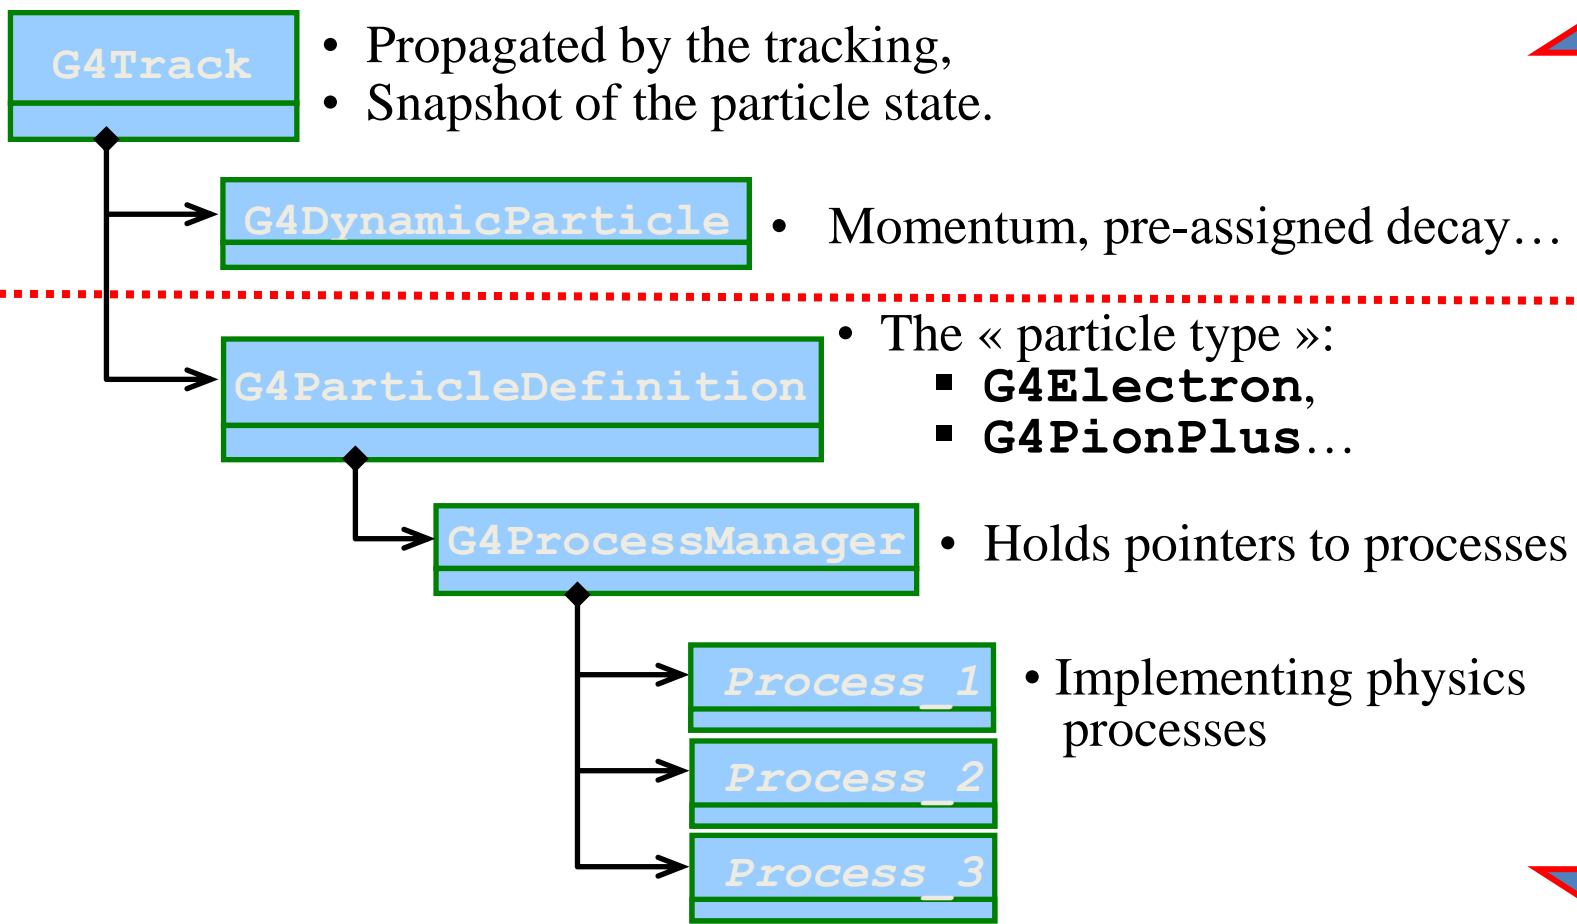 G4Track
• Propagated by the tracking,
• Snapshot of the particle state.
G4DynamicParticle
• Momentum, pre-assigned decay…
G4ParticleDefinition
• The « particle type »:
▪ G4Electron,
▪ G4PionPlus…
G4ProcessManager
• Holds pointers to processes
Process_1
• Implementing physics
processes
Process_2
Process_3